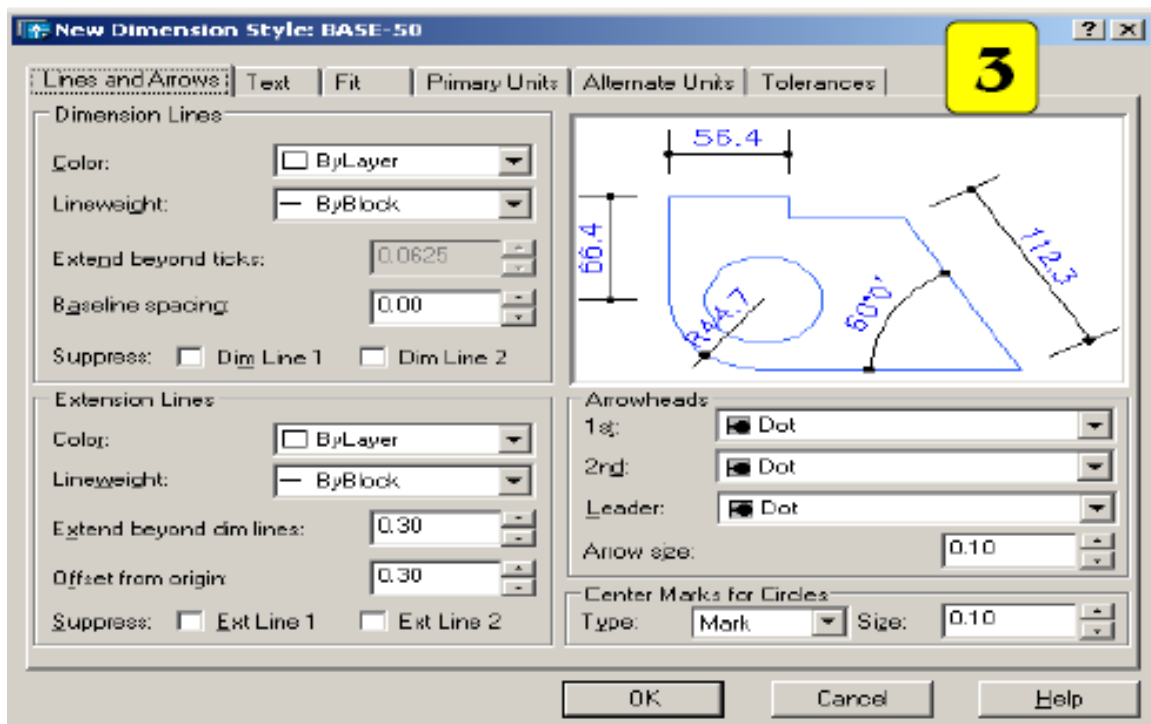 New Dimension Style: BASE-50
3
Lines and Arrows
Text
Fit
Primary Units
Alternate Units
Tolerances
Dimension Lines
Color:
ByLayer
Lineweight:
ByBlock
Extend beyond ticks:
0.0625
Baseline spacing:
0.00
Suppress:
Dim Line 1
Dim Line 2
Extension Lines
Color:
ByLayer
Lineweight:
ByBlock
Extend beyond dim lines:
0.30
Offset from origin:
0.30
Suppress:
Ext Line 1
Ext Line 2
56.4
66.4
112.3
R44.7
60°0'
Arrowheads
1st:
Dot
2nd:
Dot
Leader:
Dot
Arrow size:
0.10
Center Marks for Circles
Type:
Mark
Size:
0.10
OK
Cancel
Help